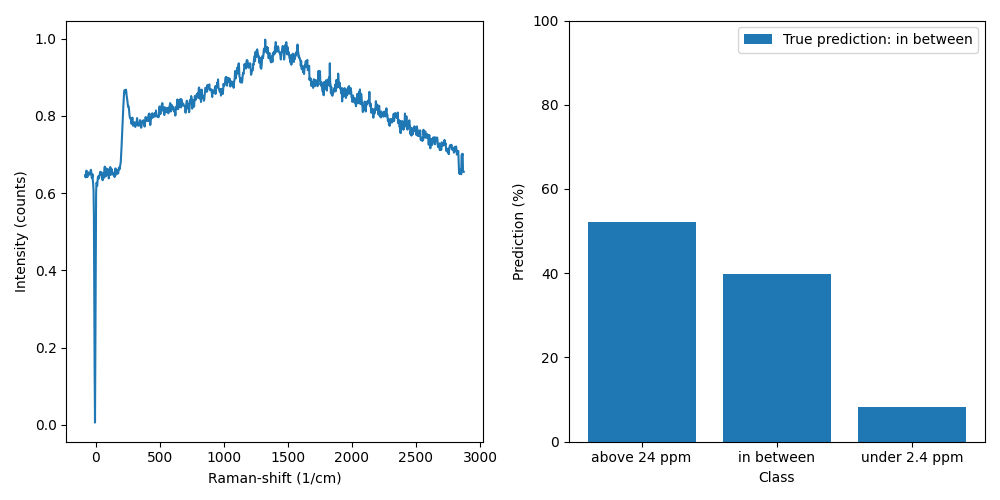 1.0
0.8
0.6
0.4
0.2
0.0
Intensity (counts)
0 500 1000 1500 2000 2500 3000
Raman-shift (1/cm)
100
80
60
40
20
0
Prediction (%)
True prediction: in between
above 24 ppm in between under 2.4 ppm
Class